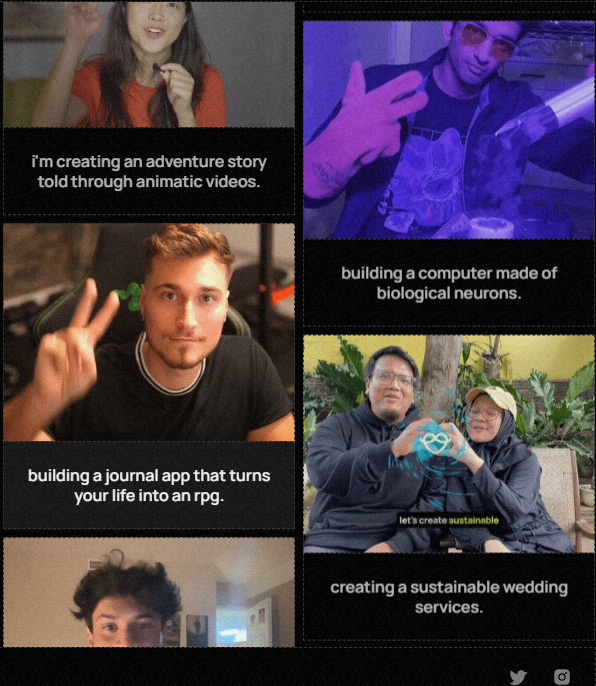 i'm creating an adventure story
told through animatic videos.
building a journal app that turns
your life into an rpg.
building a computer made of
biological neurons.
let's create sustainable
creating a sustainable wedding
services.